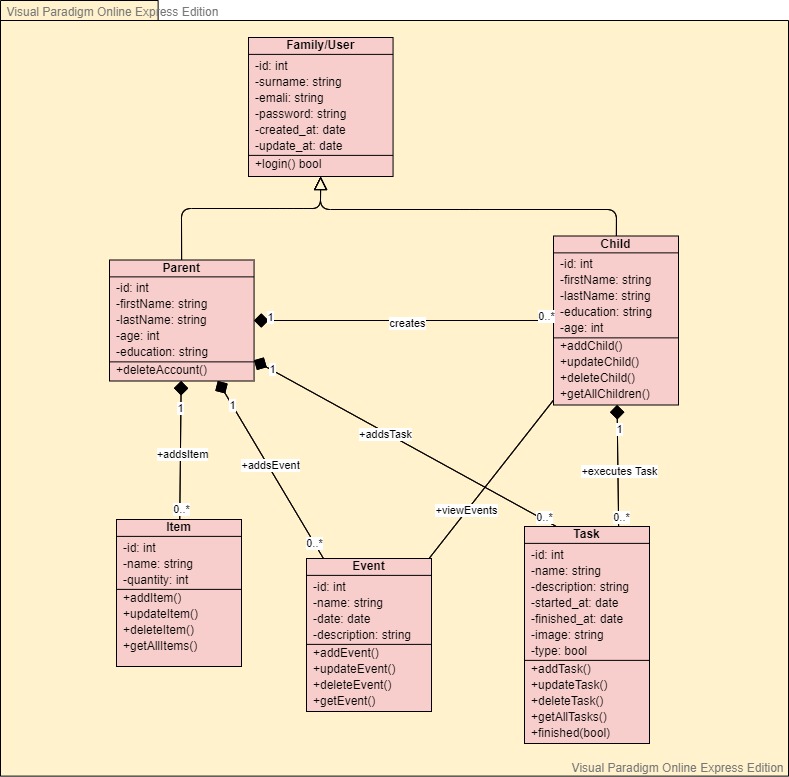 Visual Paradigm Online Express Edition
Family/User
-id: int
-surname: string
-emali: string
-password: string
-created_at: date
-update_at: date
+login() bool
Parent
-id: int
-firstName: string
-lastName: string
-age: int
-education: string
+deleteAccount()
Child
-id: int
-firstName: string
-lastName: string
-education: string
-age: int
+addChild()
+updateChild()
+deleteChild()
+getAllChildren()
1
creates
0..*
1
+addsItem
0..*
1
+addsEvent
0..*
1
+addsTask
0..*
+viewEvents
1
+executes Task
0..*
Item
-id: int
-name: string
-quantity: int
+addItem()
+updateItem()
+deleteItem()
+getAllItems()
Event
-id: int
-name: string
-date: date
-description: string
+addEvent()
+updateEvent()
+deleteEvent()
+getEvent()
Task
-id: int
-name: string
-description: string
-started_at: date
-finished_at: date
-image: string
-type: bool
+addTask()
+updateTask()
+deleteTask()
+getAllTasks()
+finished(bool)
Visual Paradigm Online Express Edition